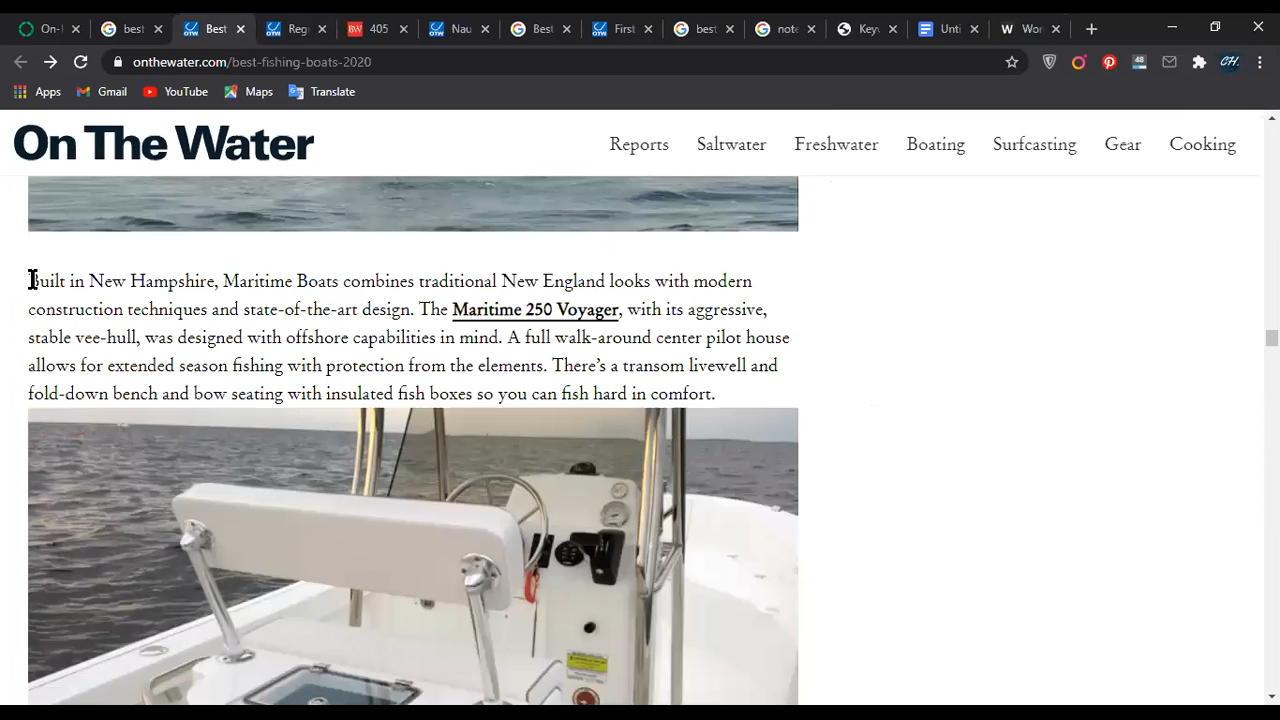 On-
best
Best
Reg
BW 405
Nau
Best
First
best
note
Key
Unti
W Wor
onthewater.com/best-fishing-boats-2020
48
CH
Apps Gmail YouTube Maps Translate
On The Water
Reports Saltwater Freshwater Boating Surfcasting Gear Cooking
Built in New Hampshire, Maritime Boats combines traditional New England looks with modern
construction techniques and state-of-the-art design. The Maritime 250 Voyager, with its aggressive,
stable vee-hull, was designed with offshore capabilities in mind. A full walk-around center pilot house
allows for extended season fishing with protection from the elements. There’s a transom livewell and
fold-down bench and bow seating with insulated fish boxes so you can fish hard in comfort.